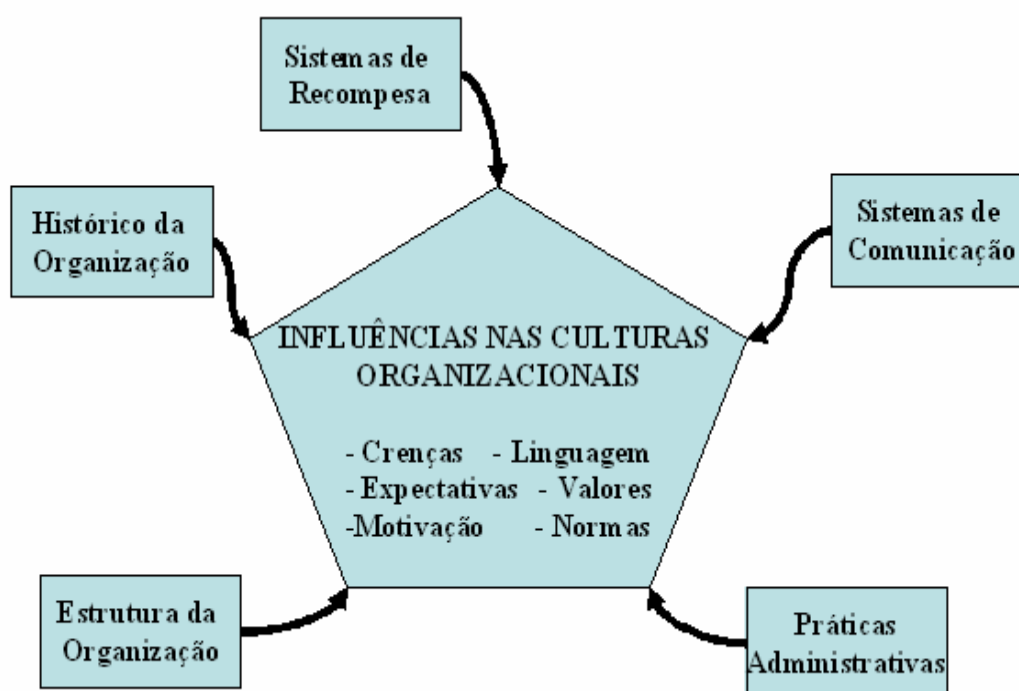 Sistemas de
Recompesa
Histórico da
Organização
Sistemas de
Comunicação
INFLUÊNCIAS NAS CULTURAS
ORGANIZACIONAIS
- Crenças - Linguagem
- Expectativas - Valores
-Motivação - Normas
Estrutura da
Organização
Práticas
Administrativas